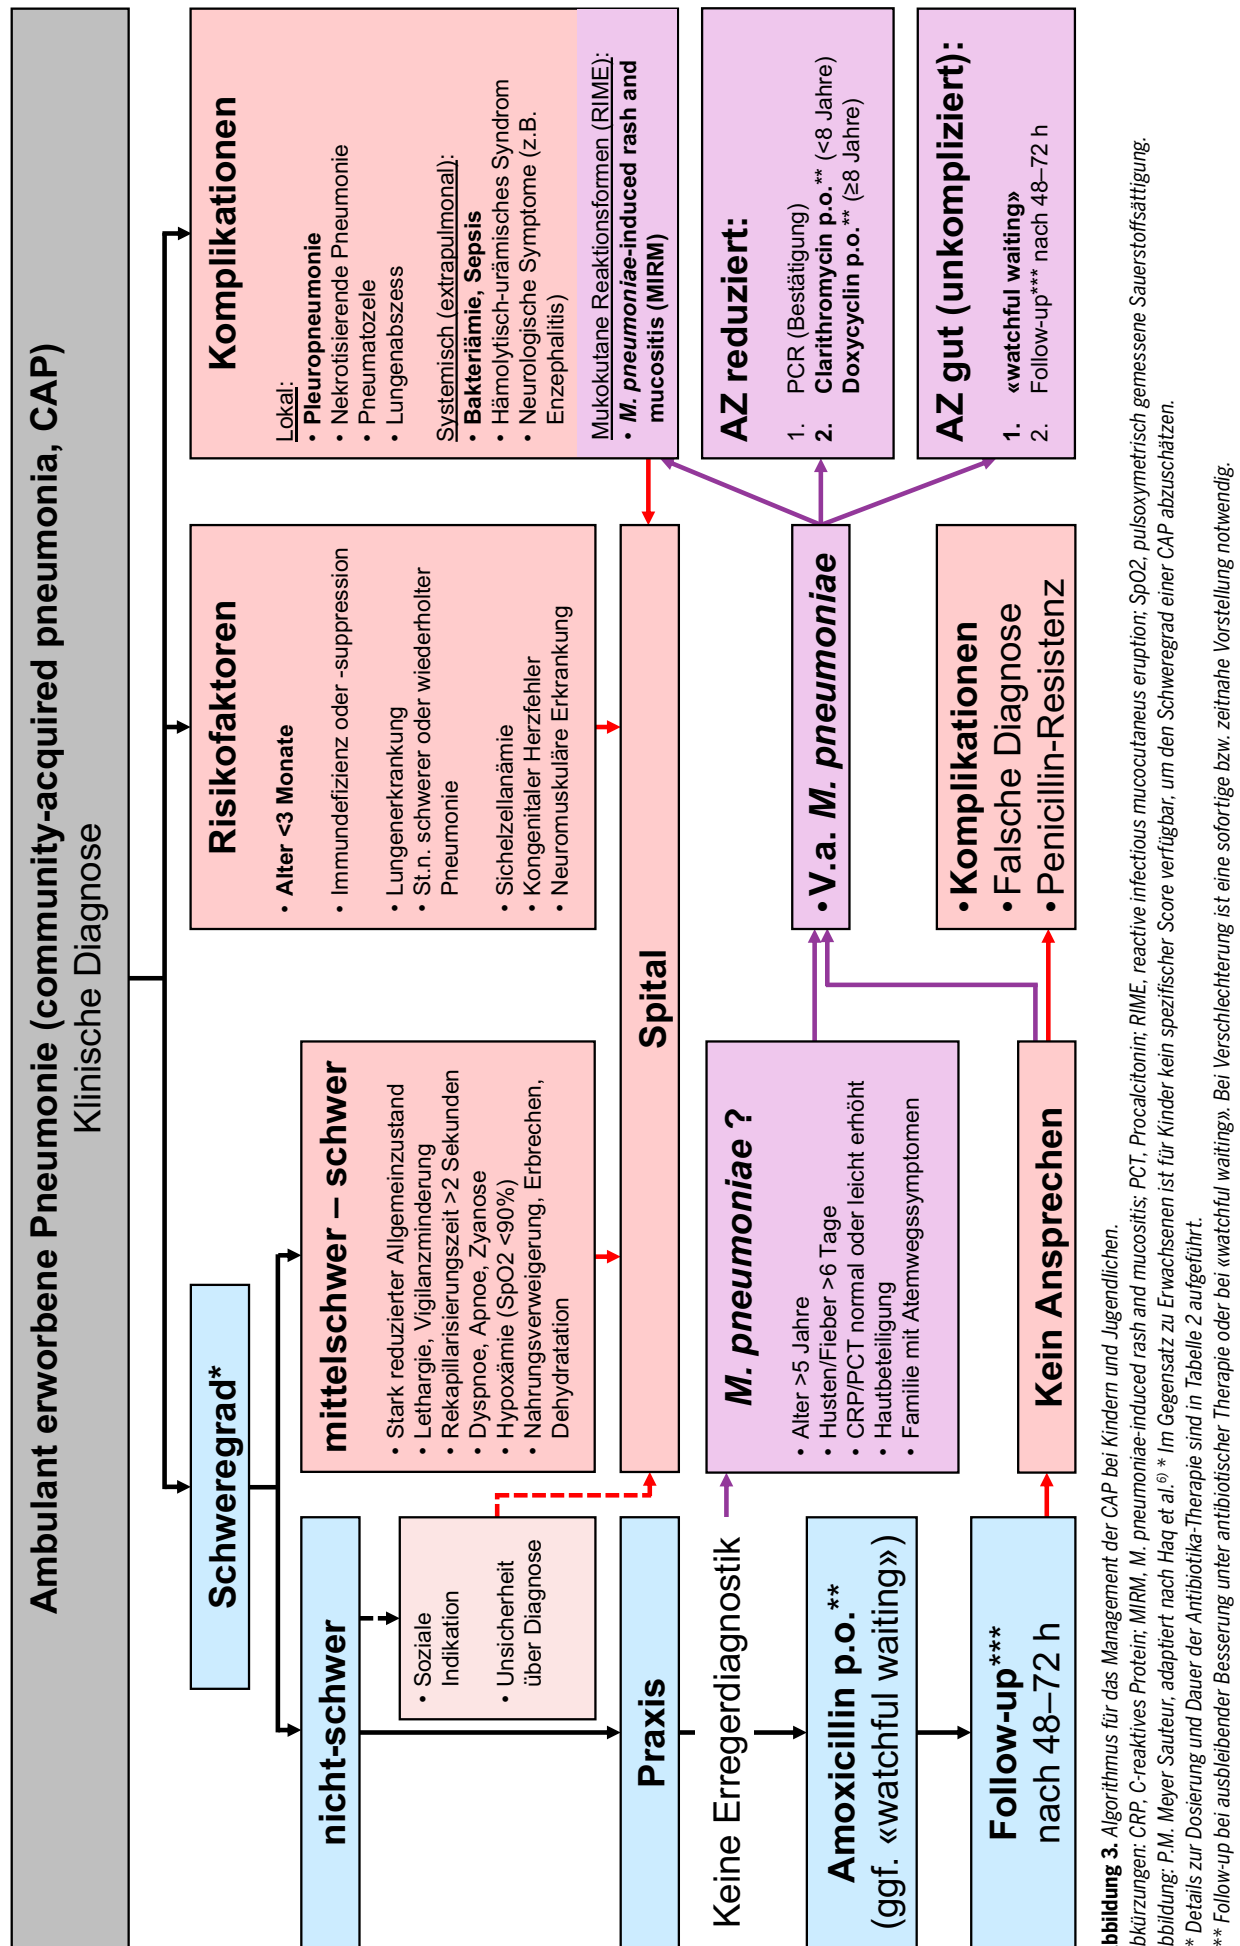 Ambulant erworbene Pneumonie (community-acquired pneumonia, CAP)
Klinische Diagnose
Schweregrad*
nicht-schwer
• Soziale
Indikation
• Unsicherheit
über Diagnose
mittelschwer – schwer
• Stark reduzierter Allgemeinzustand
• Lethargie, Vigilanzminderung
• Rekapillarisierungszeit >2 Sekunden
• Dyspnoe, Apnoe, Zyanose
• Hypoxämie (SpO2 <90%)
• Nahrungsverweigerung, Erbrechen,
Dehydratation
Risikofaktoren
• Alter <3 Monate
• Immundefizienz oder -suppression
• Lungenerkrankung
• St.n. schwerer oder wiederholter
Pneumonie
• Sichelzellanämie
• Kongenitaler Herzfehler
• Neuromuskuläre Erkrankung
Komplikationen
Lokal:
• Pleuropneumonie
• Nekrotisierende Pneumonie
• Pneumatozele
• Lungenabszess
Systemisch (extrapulmonal):
• Bakteriämie, Sepsis
• Hämolytisch-urämisches Syndrom
• Neurologische Symptome (z.B.
Enzephalitis)
Mukokutane Reaktionsformen (RIME):
• M. pneumoniae-induced rash and
mucositis (MIRM)
Praxis
Spital
Keine Erregerdiagnostik
M. pneumoniae ?
• Alter >5 Jahre
• Husten/Fieber >6 Tage
• CRP/PCT normal oder leicht erhöht
• Hautbeteiligung
• Familie mit Atemwegssymptomen
• V.a. M. pneumoniae
AZ reduziert:
1. PCR (Bestätigung)
2. Clarithromycin p.o.** (<8 Jahre)
Doxycyclin p.o.** (≥8 Jahre)
Amoxicillin p.o.**
(ggf. «watchful waiting»)
Follow-up***
nach 48–72 h
Kein Ansprechen
• Komplikationen
• Falsche Diagnose
• Penicillin-Resistenz
AZ gut (unkompliziert):
1. «watchful waiting»
2. Follow-up*** nach 48–72 h
bbildung 3. Algorithmus für das Management der CAP bei Kindern und Jugendlichen.
bkürzungen: CRP, C-reaktives Protein; MIRM, M. pneumoniae-induced rash and mucositis; PCT, Procalcitonin; RIME, reactive infectious mucocutaneus eruption; SpO2, pulsoxymetrisch gemessene Sauerstoffsättigung.
bbildung: P.M. Meyer Sauteur, adaptiert nach Haq et al.6) * Im Gegensatz zu Erwachsenen ist für Kinder kein spezifischer Score verfügbar, um den Schweregrad einer CAP abzuschätzen.
* Details zur Dosierung und Dauer der Antibiotika-Therapie sind in Tabelle 2 aufgeführt.
** Follow-up bei ausbleibender Besserung unter antibiotischer Therapie oder bei «watchful waiting». Bei Verschlechterung ist eine sofortige bzw. zeitnahe Vorstellung notwendig.